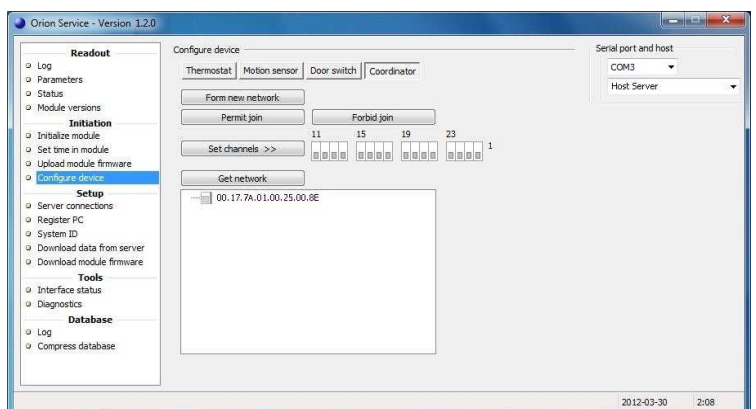 Orion Service - Version 1.2.0
Readout
Log
Parameters
Status
Module versions
Initiation
Initialize module
Set time in module
Upload module firmware
Configure device
Setup
Server connections
Register PC
System ID
Download data from server
Download module firmware
Tools
Interface status
Diagnostics
Database
Log
Compress database
Configure device
Thermostat Motion sensor Door switch Coordinator
Form new network
Permit join Forbid join
11 15 19 23
Set channels >> 1
Get network
00.17.7A.01.00.25.00.8E
Serial port and host
COM3
Host Server
2012-03-30 2:08